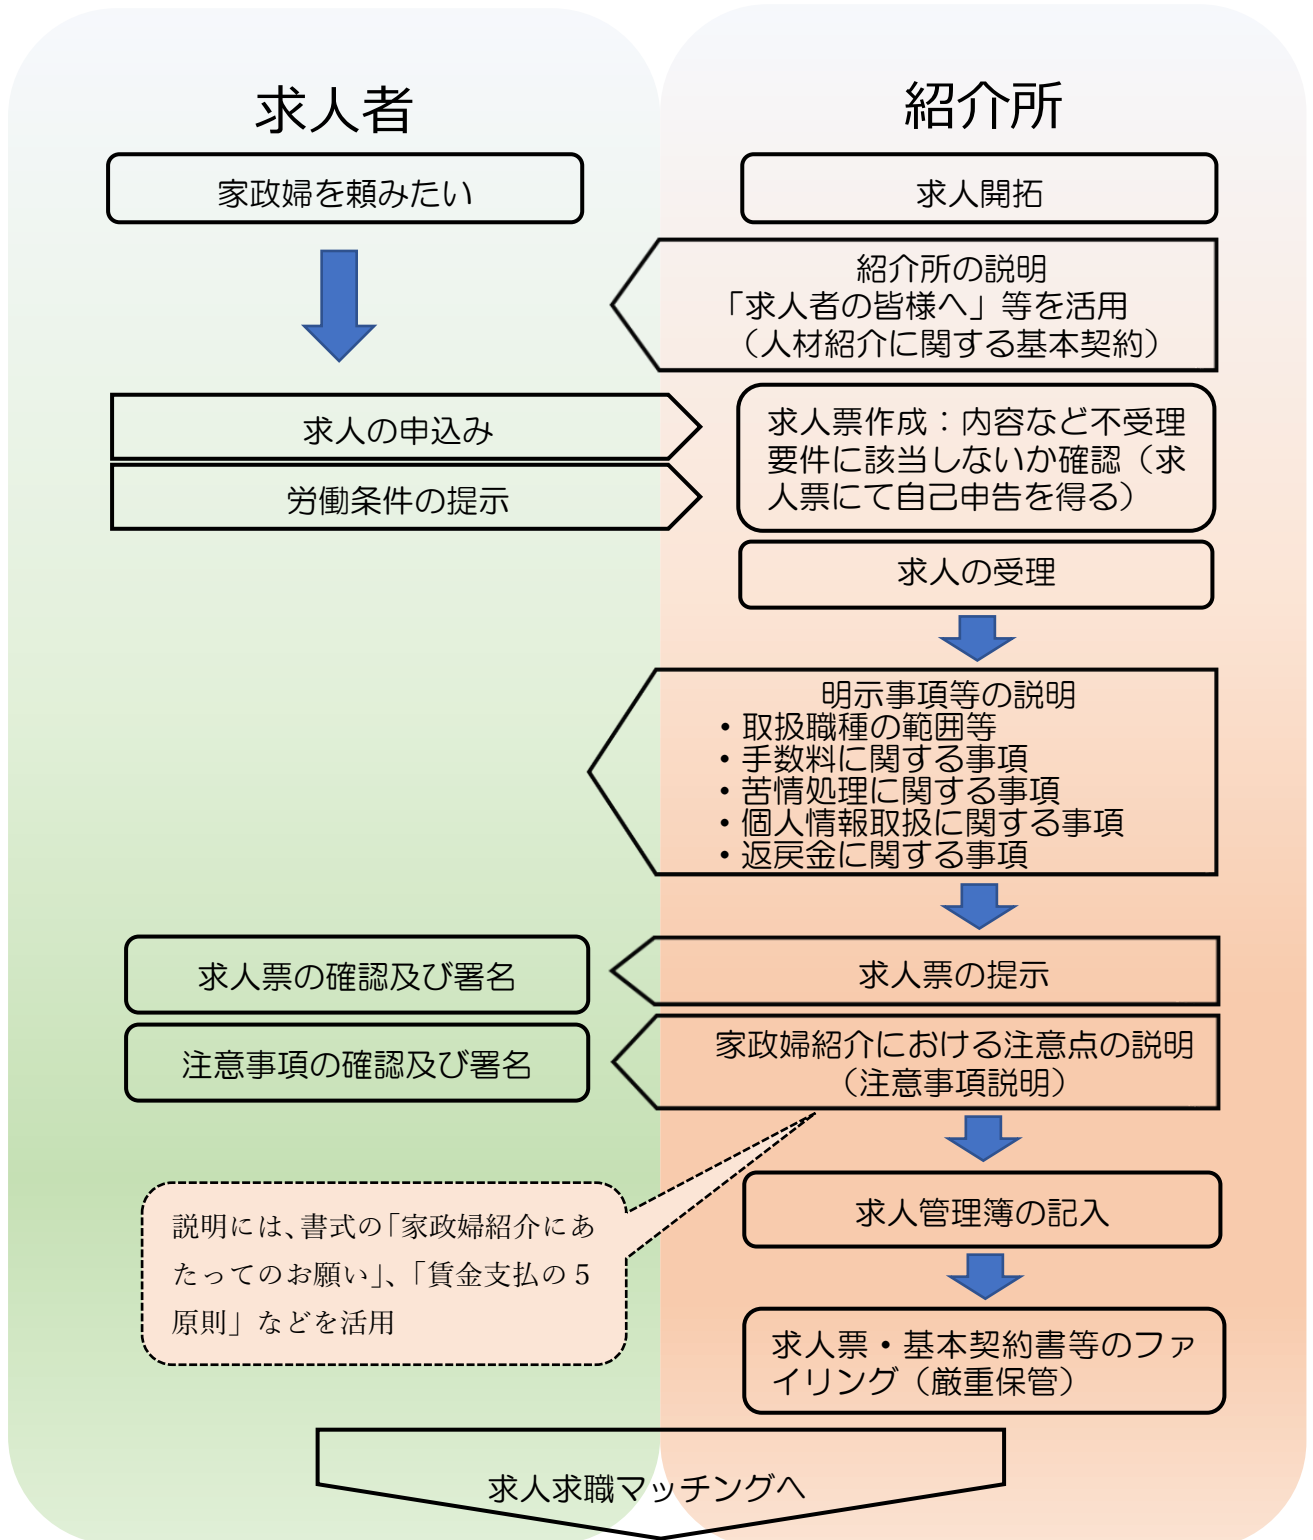 求人者
紹介所
家政婦を頼みたい
求人開拓
紹介所の説明
「求人者の皆様へ」等を活用
（人材紹介に関する基本契約）
求人の申込み
労働条件の提示
求人票作成：内容など不受理
要件に該当しないか確認（求
人票にて自己申告を得る）
求人の受理
明示事項等の説明
・取扱職種の範囲等
・手数料に関する事項
・苦情処理に関する事項
・個人情報取扱に関する事項
・返戻金に関する事項
求人票の確認及び署名
求人票の提示
注意事項の確認及び署名
家政婦紹介における注意点の説明
（注意事項説明）
説明には、書式の「家政婦紹介にあ
たってのお願い」、「賃金支払の５
原則」などを活用
求人管理簿の記入
求人票・基本契約書等のファ
イリング（厳重保管）
求人求職マッチングへ